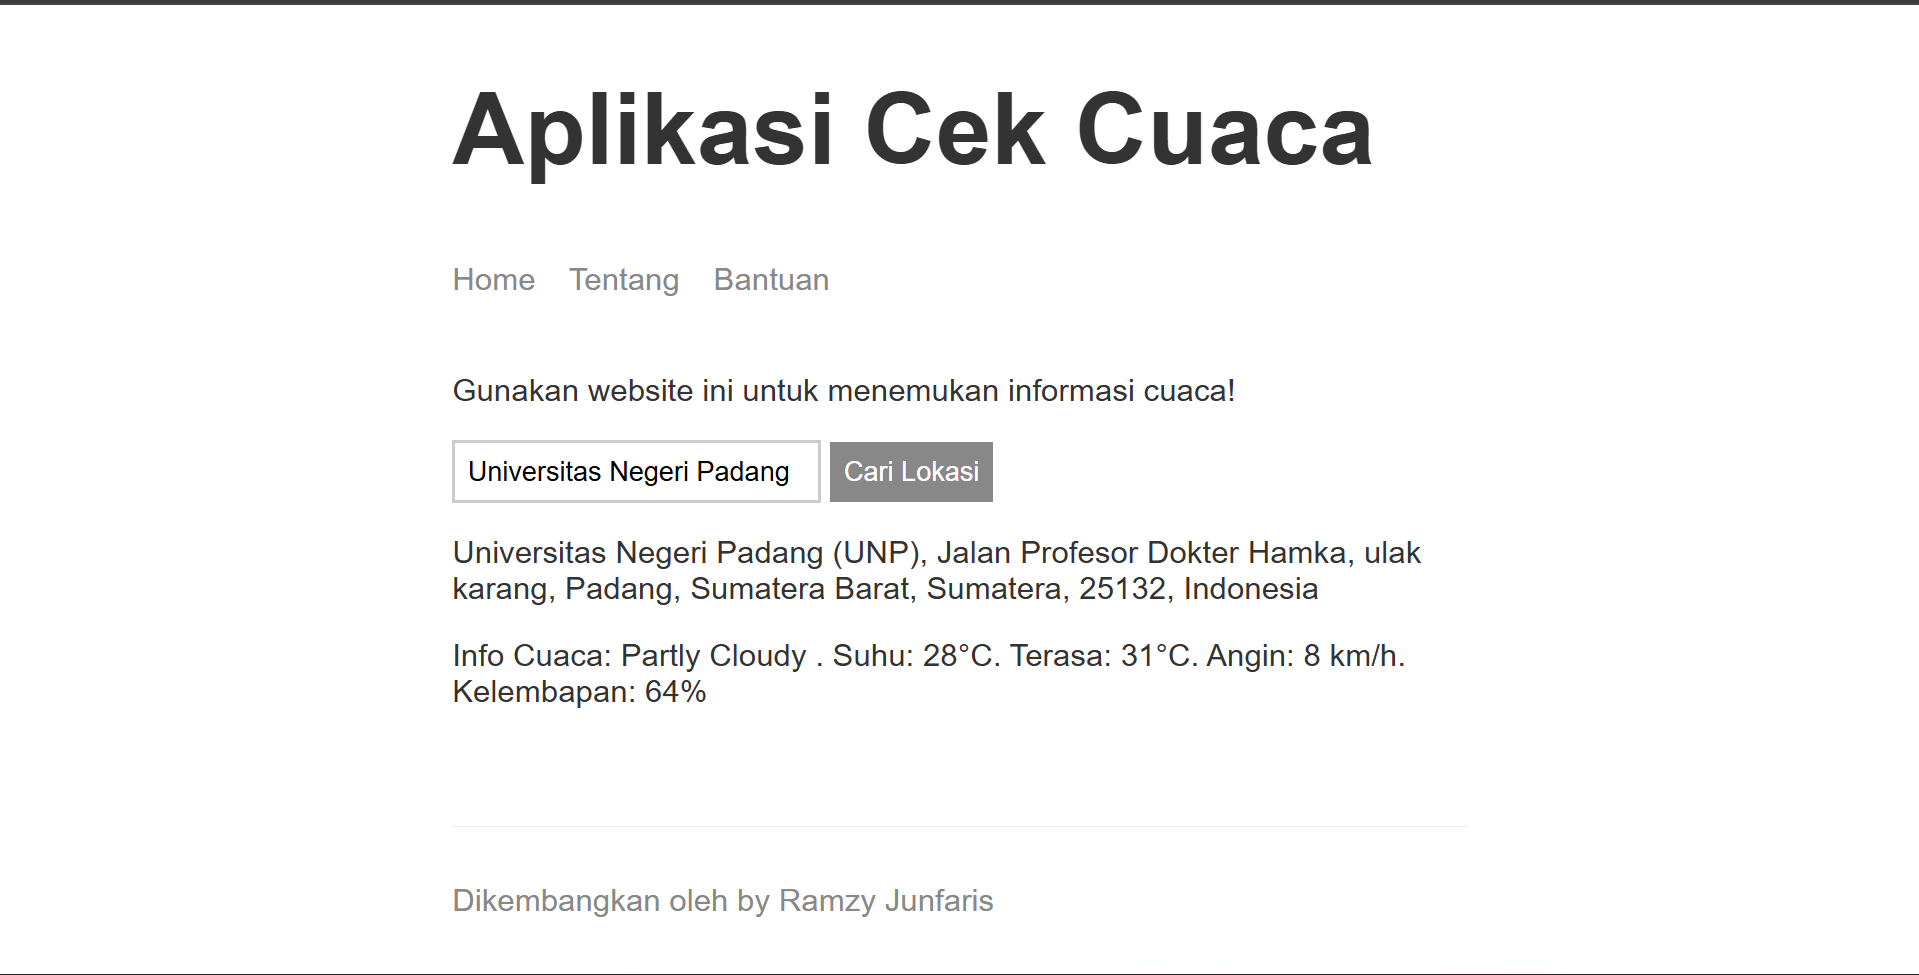 Aplikasi Cek Cuaca
Home Tentang Bantuan
Gunakan website ini untuk menemukan informasi cuaca!
Universitas Negeri Padang Cari Lokasi
Universitas Negeri Padang (UNP), Jalan Profesor Dokter Hamka, ulak
karang, Padang, Sumatera Barat, Sumatera, 25132, Indonesia
Info Cuaca: Partly Cloudy . Suhu: 28°C. Terasa: 31°C. Angin: 8 km/h.
Kelembapan: 64%
Dikembangkan oleh by Ramzy Junfaris